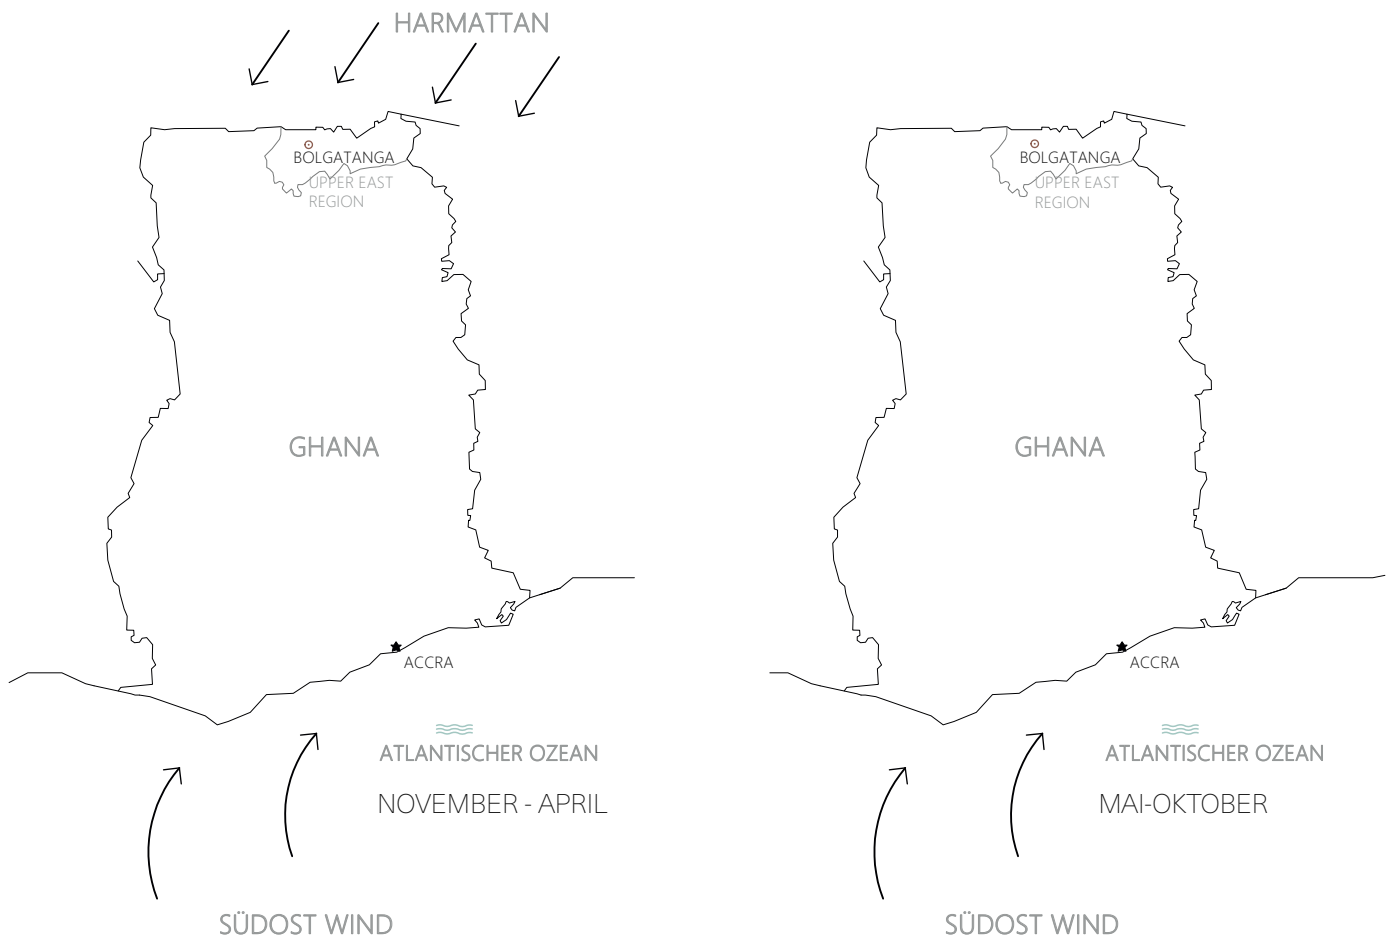 HARMATTAN
BOLGATANGA
UPPER EAST
REGION
GHANA
ACCRA
ATLANTISCHER OZEAN
NOVEMBER - APRIL
SÜDOST WIND
BOLGATANGA
UPPER EAST
REGION
GHANA
ACCRA
ATLANTISCHER OZEAN
MAI-OKTOBER
SÜDOST WIND